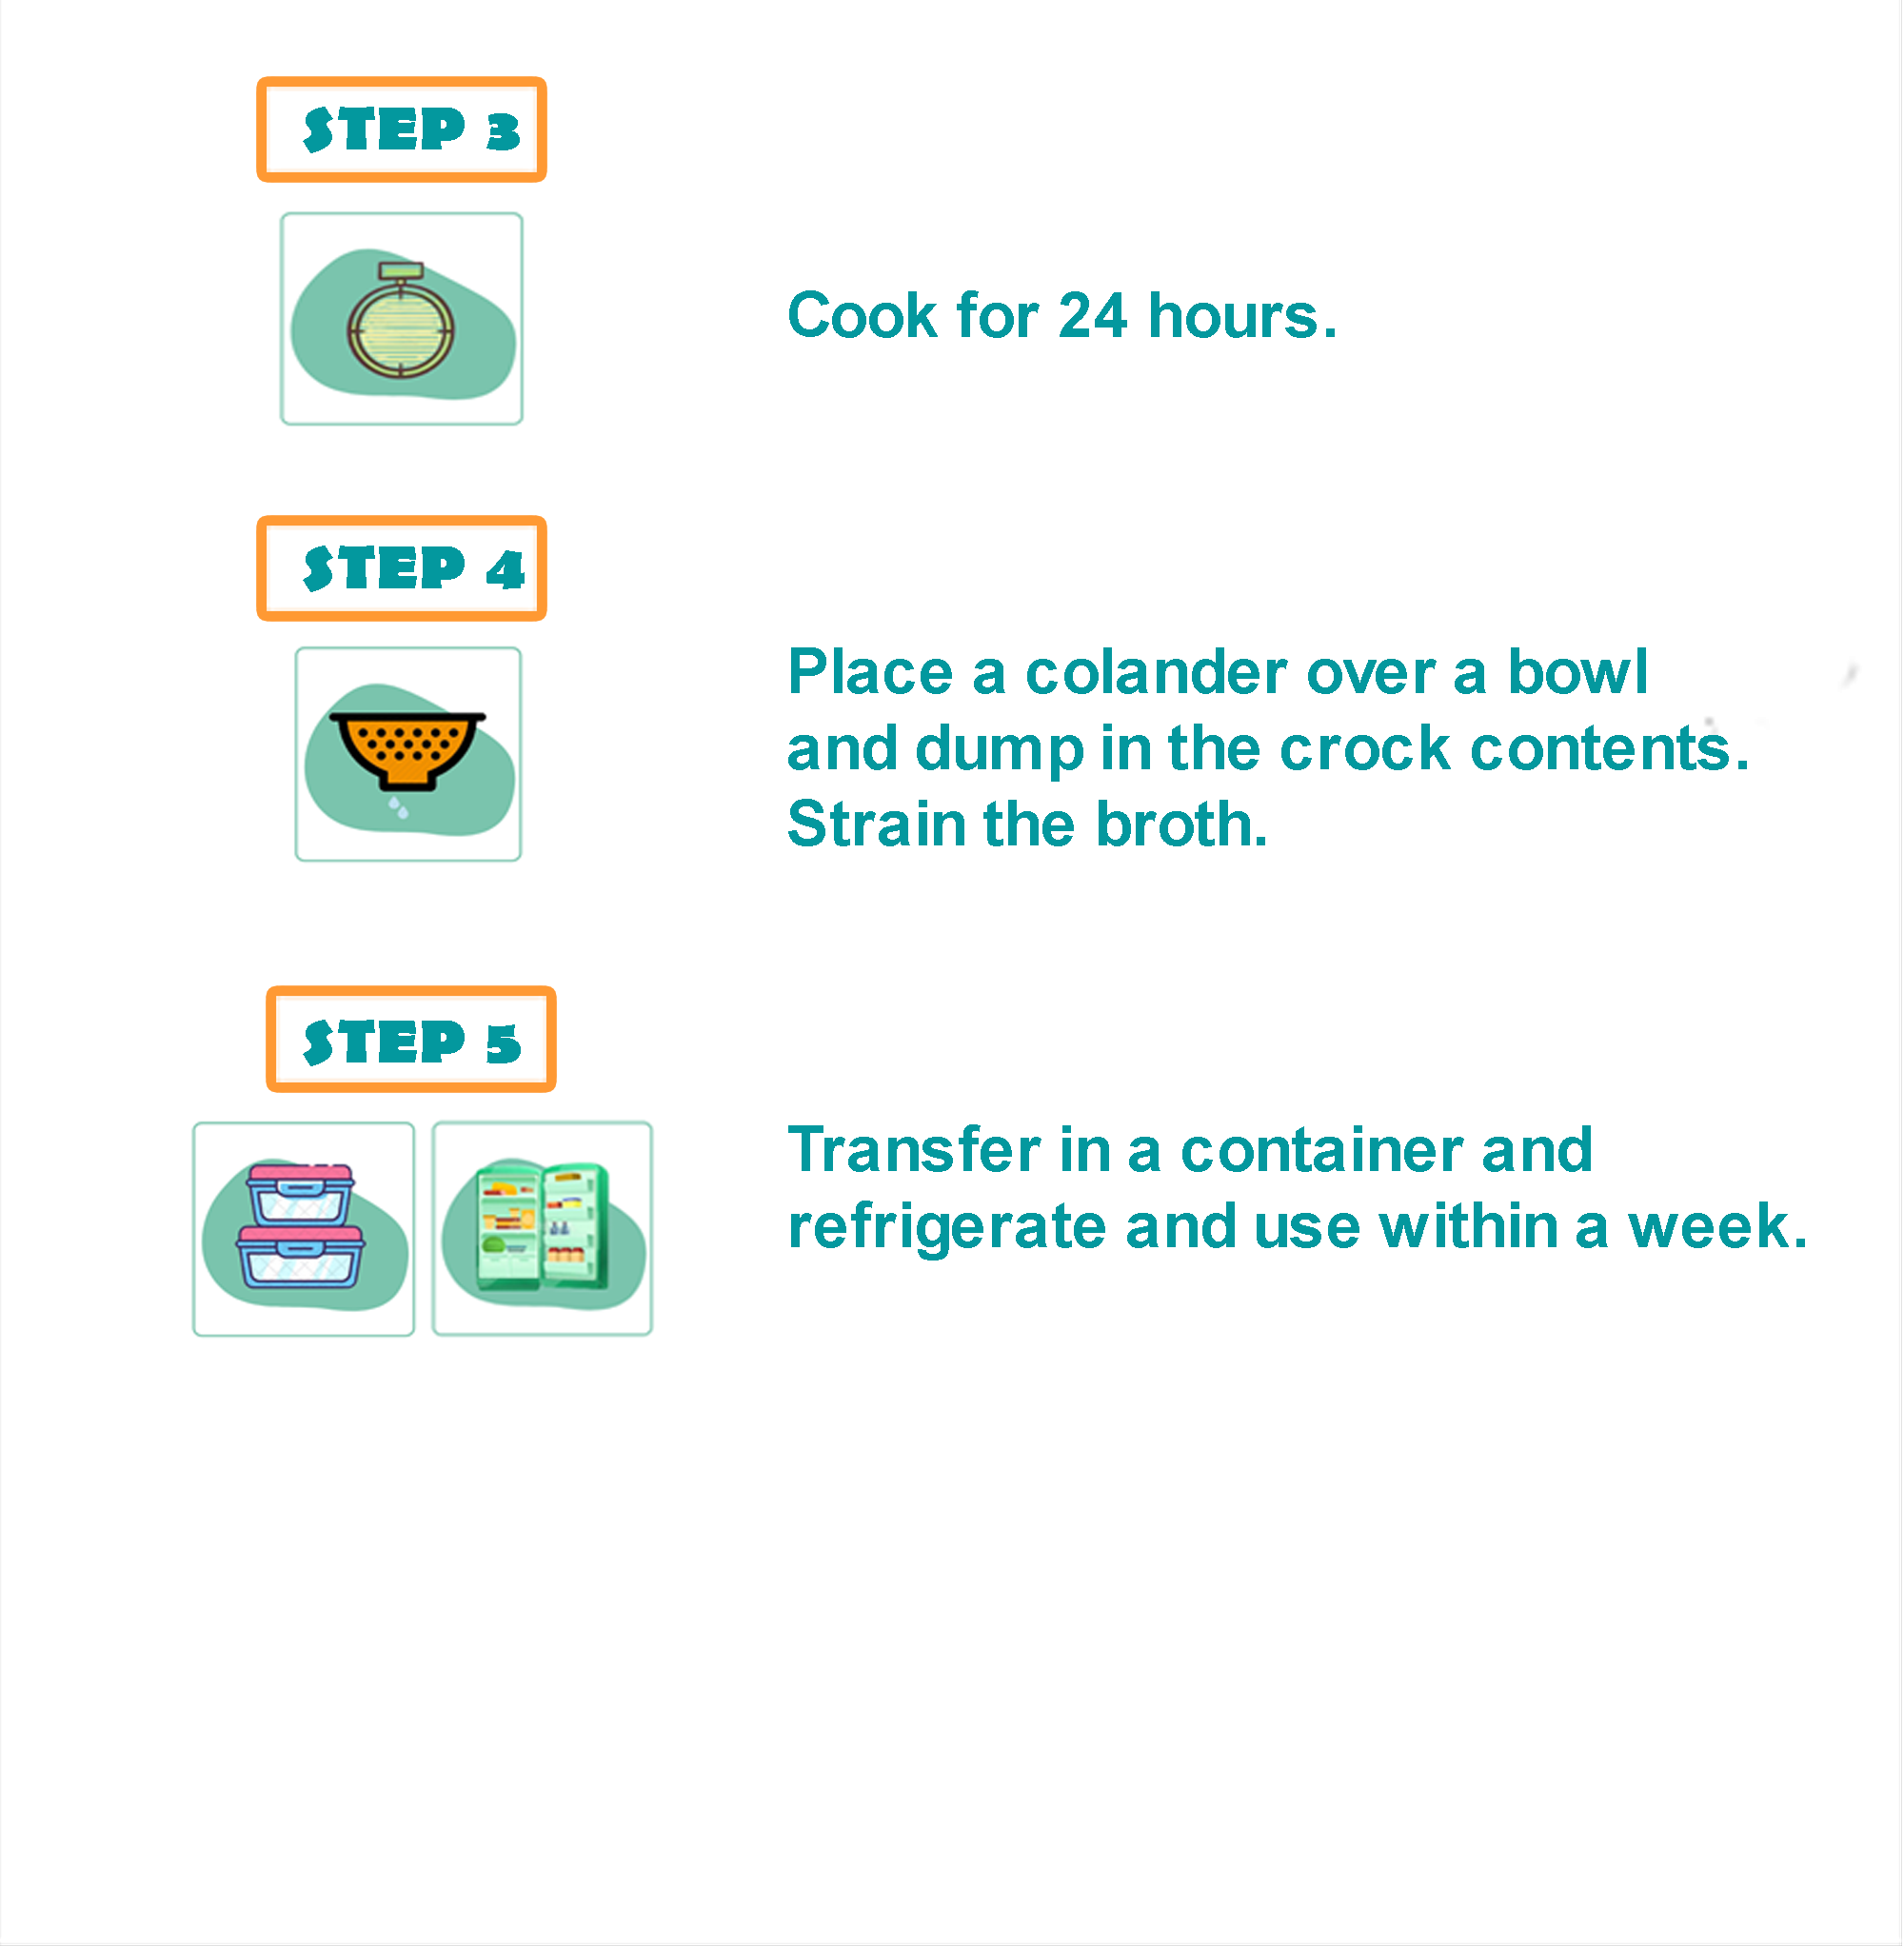 STEP 3
Cook for 24 hours.
STEP 4
Place a colander over a bowl
and dump in the crock contents.
Strain the broth.
STEP 5
Transfer in a container and
refrigerate and use within a week.